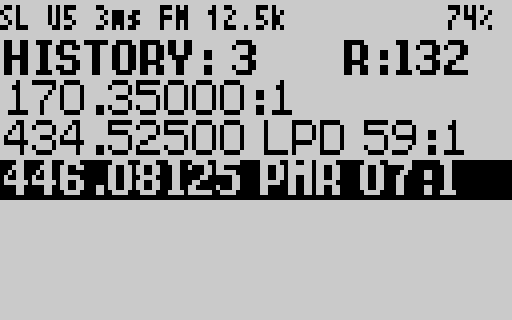 SL U5 3ms FM 12.5k 74%
HISTORY: 3 R:132
170.35000:1
434.52500 LPD 59:1
446.08125 PMR 07:1